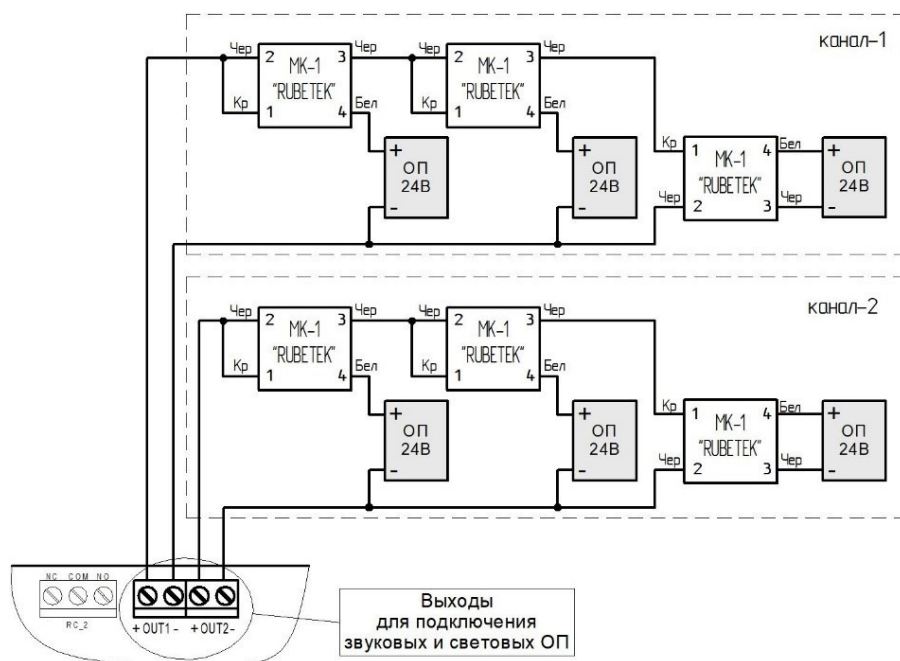 канал-1
Чер 2 МК-1 3 Чер Чер 2 МК-1 3 Чер
"RUBETEK" "RUBETEK"
Кр 1 4 Бел Кр 1 4 Бел
+ ОП 24В - + ОП 24В -
Кр 1 МК-1 4 Бел + ОП
"RUBETEK" 24В
Чер 2 3 Чер -
канал-2
Чер 2 МК-1 3 Чер Чер 2 МК-1 3 Чер
"RUBETEK" "RUBETEK"
Кр 1 4 Бел Кр 1 4 Бел
+ ОП 24В - + ОП 24В -
Кр 1 МК-1 4 Бел + ОП
"RUBETEK" 24В
Чер 2 3 Чер -
NC COM NO
RC_2
+ OUT1 - + OUT2-
Выходы
для подключения
звуковых и световых ОП